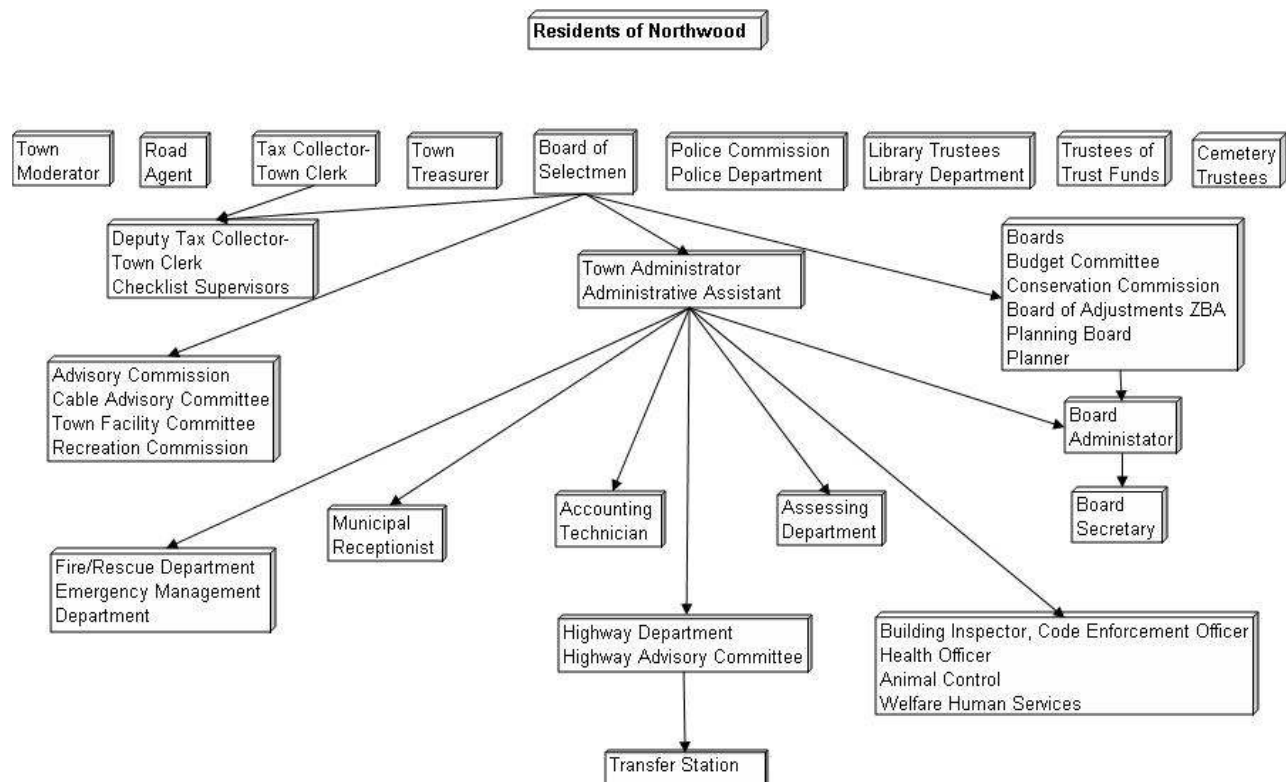 Residents of Northwood
Town
Moderator
Road
Agent
Tax Collector-
Town Clerk
Town
Treasurer
Board of
Selectmen
Police Commission
Police Department
Library Trustees
Library Department
Trustees of
Trust Funds
Cemetery
Trustees
Deputy Tax Collector-
Town Clerk
Checklist Supervisors
Town Administrator
Administrative Assistant
Boards
Budget Committee
Conservation Commission
Board of Adjustments ZBA
Planning Board
Planner
Advisory Commission
Cable Advisory Committee
Town Facility Committee
Recreation Commission
Board
Administator
Municipal
Receptionist
Accounting
Technician
Assessing
Department
Board
Secretary
Fire/Rescue Department
Emergency Management
Department
Highway Department
Highway Advisory Committee
Building Inspector, Code Enforcement Officer
Health Officer
Animal Control
Welfare Human Services
Transfer Station